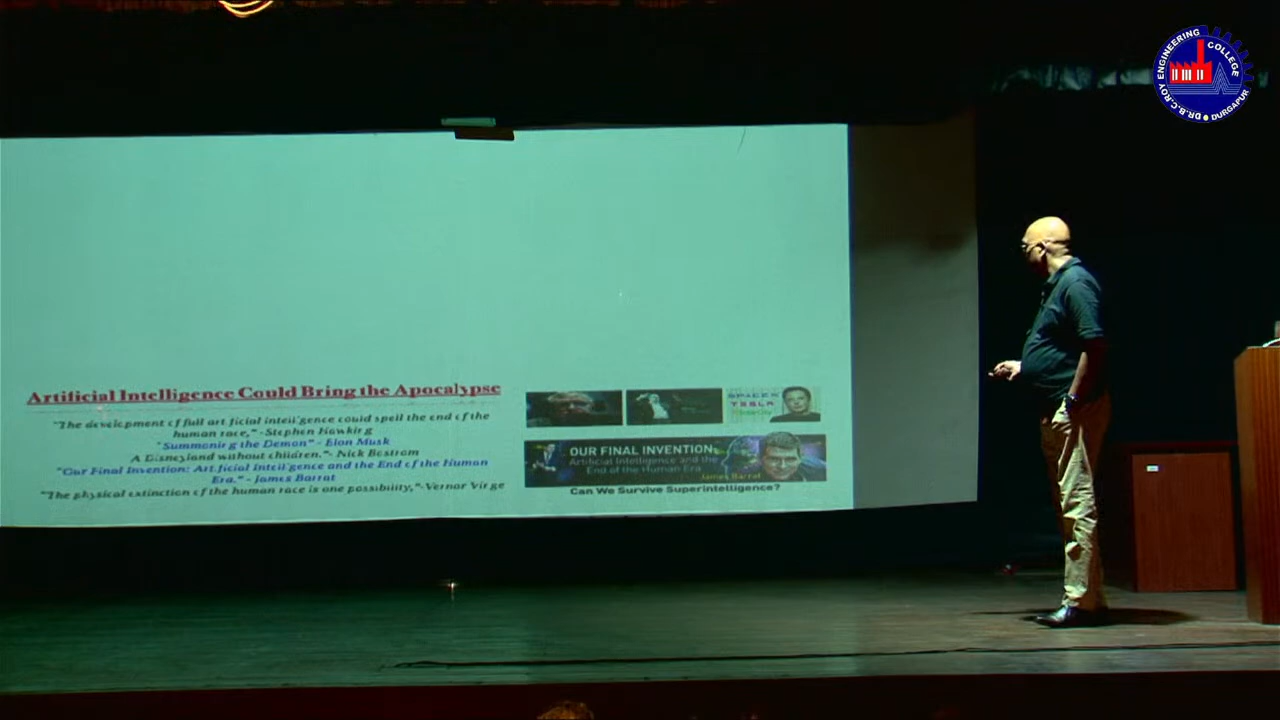 Artificial Intelligence Could Bring the Apocalypse
"The development of full artificial intelligence could spell the end of the
human race," -Stephen Hawking
"Summoning the Demon" - Elon Musk
A Disneyland without children."- Nick Bostrom
"Our Final Invention: Artificial Intelligence and the End of the Human
Era." - James Barrat
"The physical extinction of the human race is one possibility,"-Vernor Vinge
SPACEX
TESLA
SolarCity
OUR FINAL INVENTION
Artificial Intelligence and the
End of the Human Era
James Barrat
Can We Survive Superintelligence?
DR. B.C.ROY ENGINEERING COLLEGE
DURGAPUR